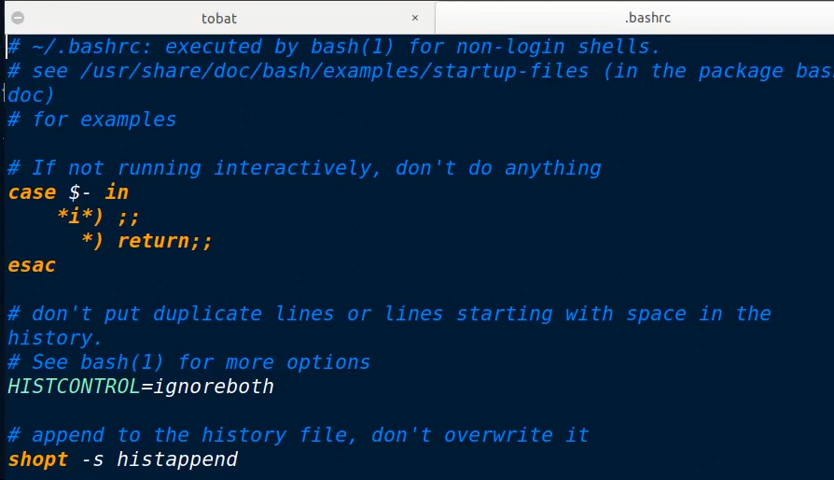 tobat
.bashrc
# ~/.bashrc: executed by bash(1) for non-login shells.
# see /usr/share/doc/bash/examples/startup-files (in the package
doc)
# for examples
# If not running interactively, don't do anything
case $- in
*i*) ;;
*) return;;
esac
# don't put duplicate lines or lines starting with space in the
history.
# See bash(1) for more options
HISTCONTROL=ignoreboth
# append to the history file, don't overwrite it
shopt -s histappend